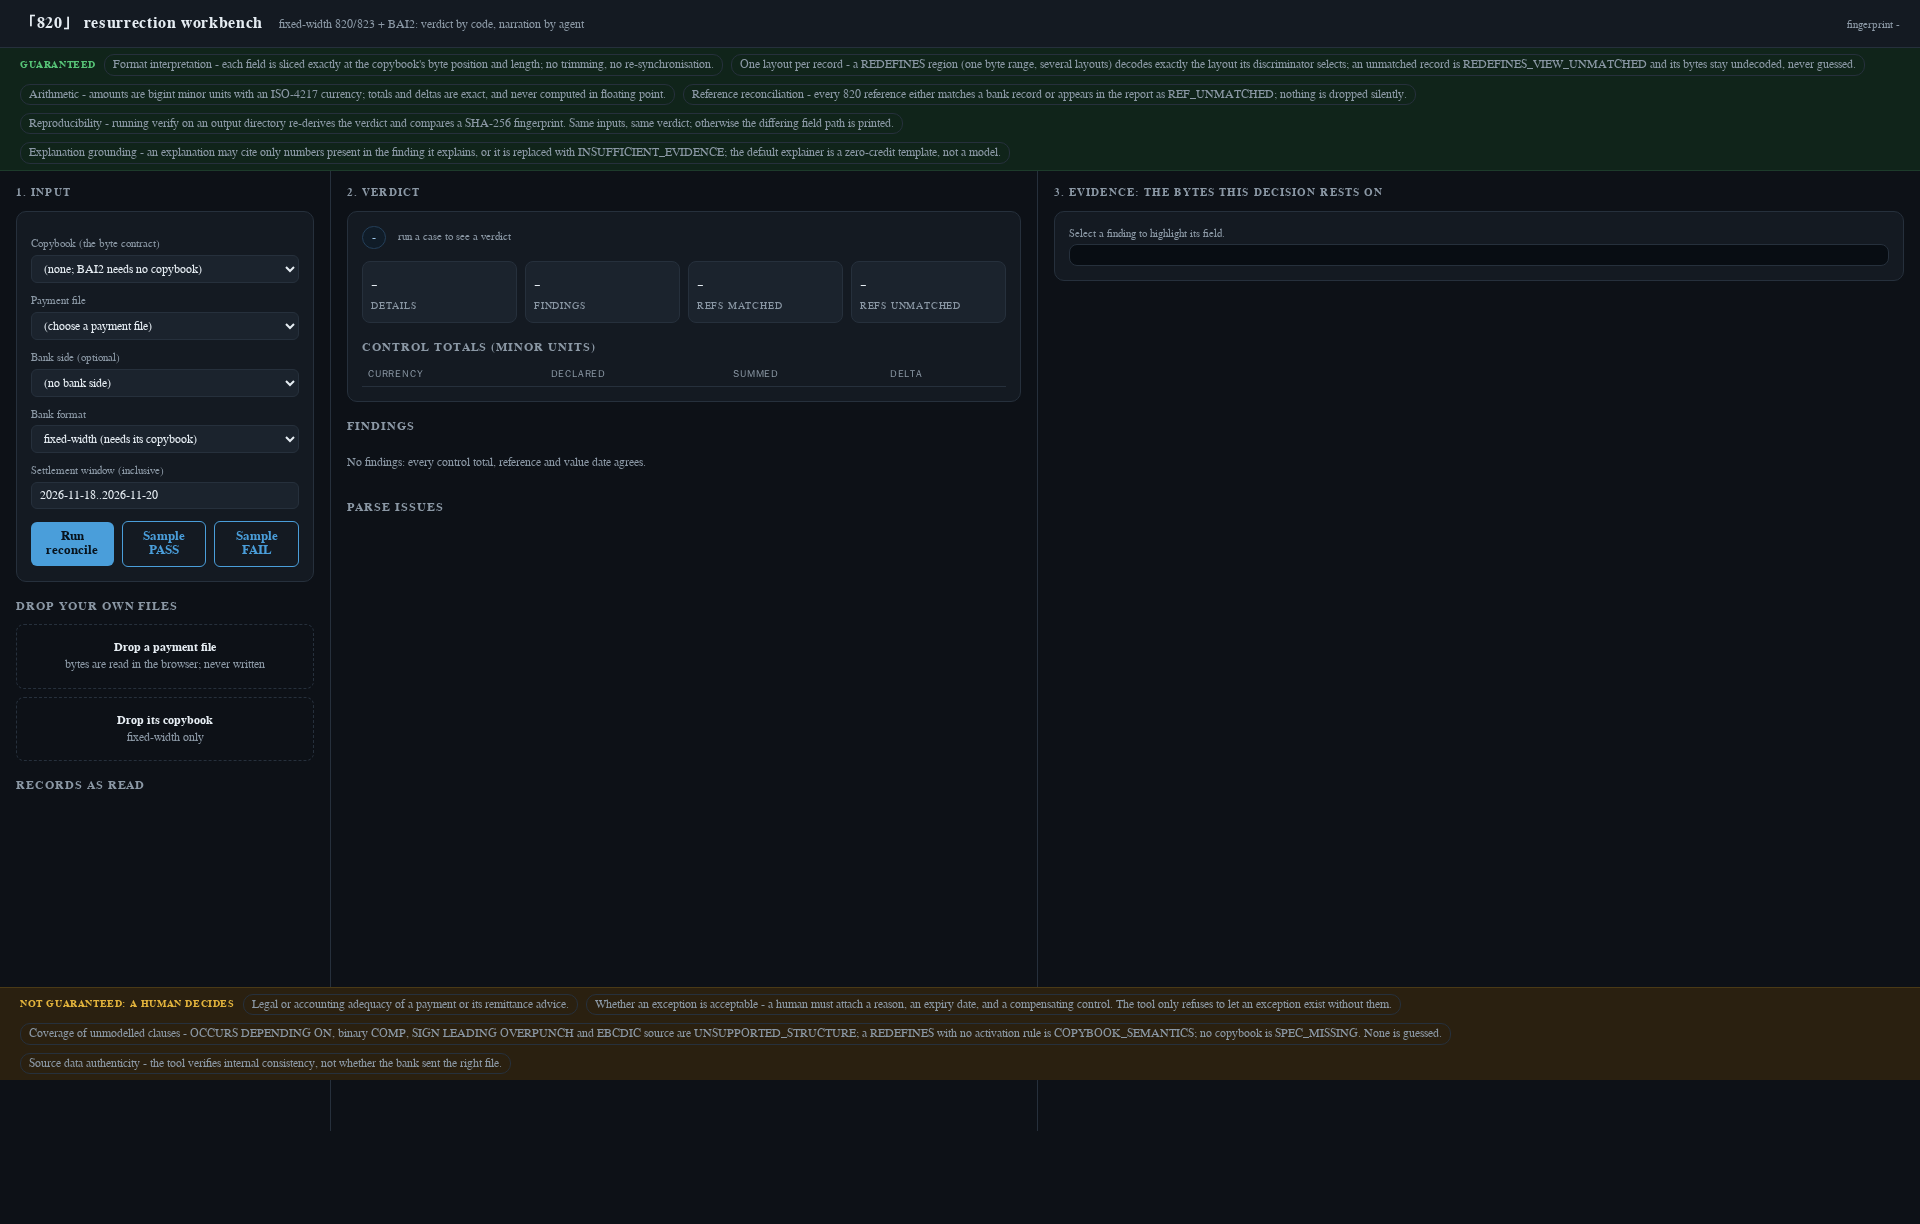 「820」 resurrection workbench
fixed-width 820/823 + BAI2: verdict by code, narration by agent
fingerprint -
GUARANTEED
Format interpretation - each field is sliced exactly at the copybook's byte position and length; no trimming, no re-synchronisation.
One layout per record - a REDEFINES region (one byte range, several layouts) decodes exactly the layout its discriminator selects; an unmatched record is REDEFINES_VIEW_UNMATCHED and its bytes stay undecoded, never guessed.
Arithmetic - amounts are bigint minor units with an ISO-4217 currency; totals and deltas are exact, and never computed in floating point.
Reference reconciliation - every 820 reference either matches a bank record or appears in the report as REF_UNMATCHED; nothing is dropped silently.
Reproducibility - running verify on an output directory re-derives the verdict and compares a SHA-256 fingerprint. Same inputs, same verdict; otherwise the differing field path is printed.
Explanation grounding - an explanation may cite only numbers present in the finding it explains, or it is replaced with INSUFFICIENT_EVIDENCE; the default explainer is a zero-credit template, not a model.
1. INPUT
Copybook (the byte contract)
(none; BAI2 needs no copybook)
Payment file
(choose a payment file)
Bank side (optional)
(no bank side)
Bank format
fixed-width (needs its copybook)
Settlement window (inclusive)
2026-11-18..2026-11-20
Run reconcile
Sample PASS
Sample FAIL
DROP YOUR OWN FILES
Drop a payment file
bytes are read in the browser; never written
Drop its copybook
fixed-width only
RECORDS AS READ
2. VERDICT
-
run a case to see a verdict
-
DETAILS
-
FINDINGS
-
REFS MATCHED
-
REFS UNMATCHED
CONTROL TOTALS (MINOR UNITS)
CURRENCY DECLARED SUMMED DELTA
FINDINGS
No findings: every control total, reference and value date agrees.
PARSE ISSUES
3. EVIDENCE: THE BYTES THIS DECISION RESTS ON
Select a finding to highlight its field.
NOT GUARANTEED: A HUMAN DECIDES
Legal or accounting adequacy of a payment or its remittance advice.
Whether an exception is acceptable - a human must attach a reason, an expiry date, and a compensating control. The tool only refuses to let an exception exist without them.
Coverage of unmodelled clauses - OCCURS DEPENDING ON, binary COMP, SIGN LEADING OVERPUNCH and EBCDIC source are UNSUPPORTED_STRUCTURE; a REDEFINES with no activation rule is COPYBOOK_SEMANTICS; no copybook is SPEC_MISSING. None is guessed.
Source data authenticity - the tool verifies internal consistency, not whether the bank sent the right file.